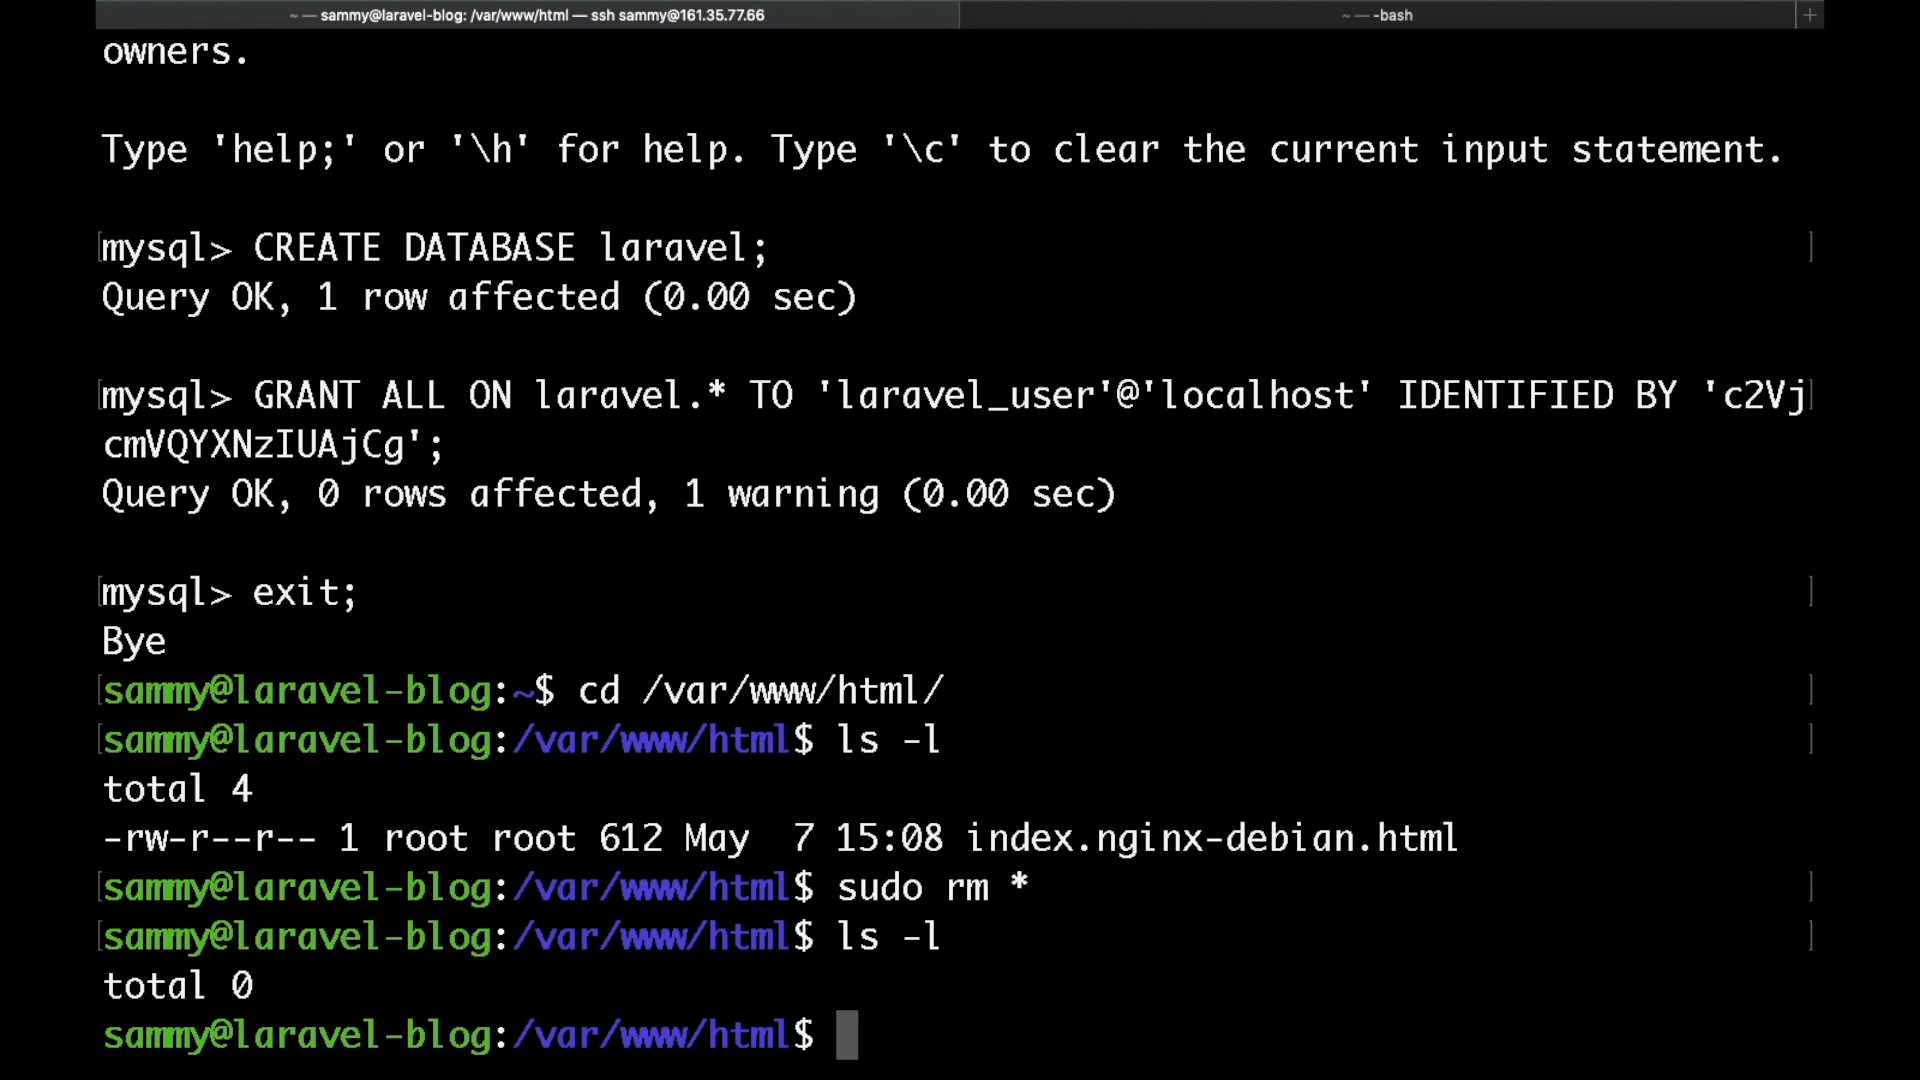 ~ — sammy@laravel-blog: /var/www/html — ssh sammy@161.35.77.66
~ — -bash
+
owners.
Type 'help;' or '\h' for help. Type '\c' to clear the current input statement.
[mysql> CREATE DATABASE laravel; ]
Query OK, 1 row affected (0.00 sec)
[mysql> GRANT ALL ON laravel.* TO 'laravel_user'@'localhost' IDENTIFIED BY 'c2Vj]
cmVQYXNzIUAjCg';
Query OK, 0 rows affected, 1 warning (0.00 sec)
[mysql> exit; ]
Bye
[sammy@laravel-blog:~$ cd /var/www/html/ ]
[sammy@laravel-blog:/var/www/html$ ls -l ]
total 4
-rw-r--r-- 1 root root 612 May  7 15:08 index.nginx-debian.html
[sammy@laravel-blog:/var/www/html$ sudo rm * ]
[sammy@laravel-blog:/var/www/html$ ls -l ]
total 0
sammy@laravel-blog:/var/www/html$